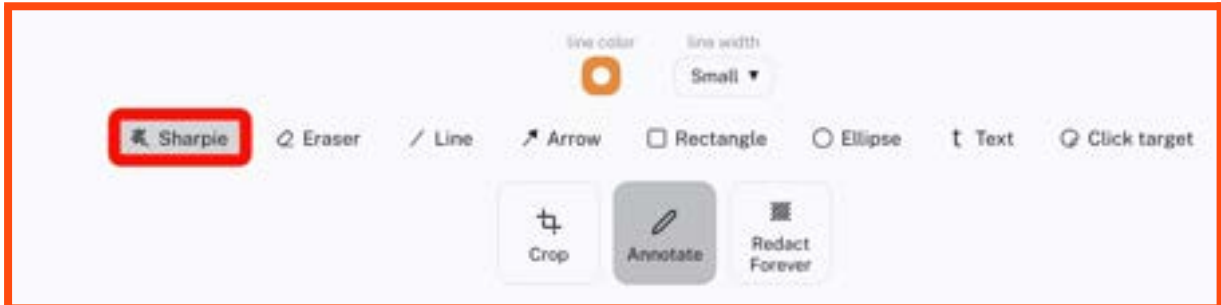 line color line width
Small
Sharpie Eraser Line Arrow Rectangle Ellipse t Text Click target
Crop Annotate Redact
Forever